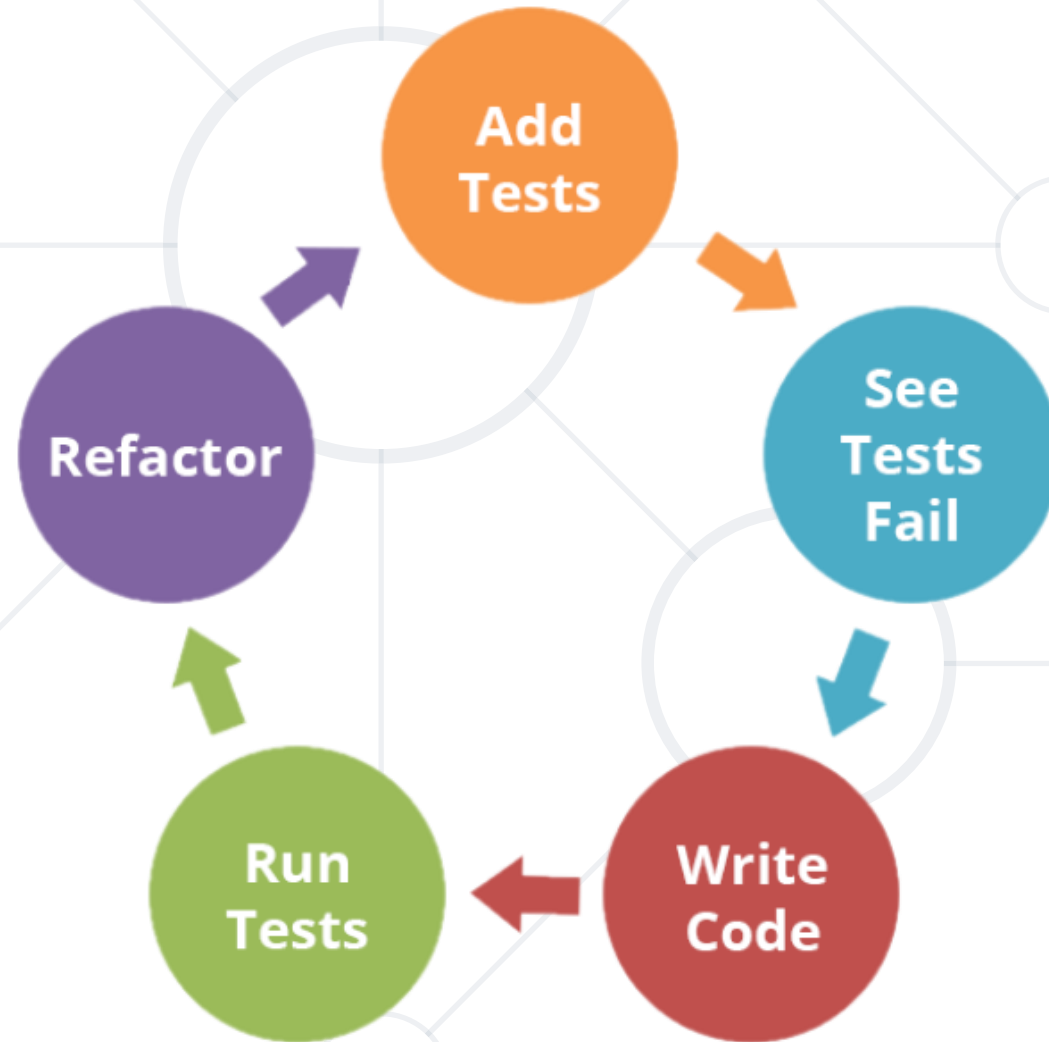 Add
Tests
See
Tests
Fail
Write
Code
Run
Tests
Refactor